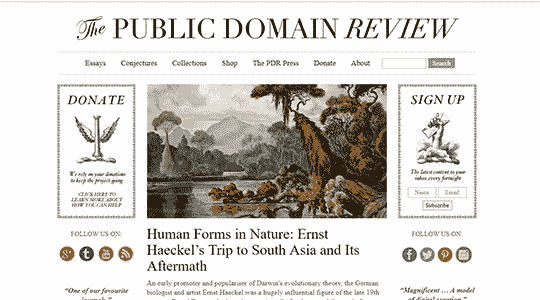 The PUBLIC DOMAIN REVIEW
Essays Conjectures Collections Shop The PDR Press Donate About Search
DONATE
We rely on your donations
to keep the project going
CLICK HERE TO
LEARN MORE ABOUT
HOW YOU CAN HELP
FOLLOW US ON:
Human Forms in Nature: Ernst
Haeckel’s Trip to South Asia and Its
Aftermath
An early promoter and populariser of Darwin's evolutionary theory, the German
biologist and artist Ernst Haeckel was a hugely influential figure of the late 19th
SIGN UP
The latest content to your
inbox every fortnight
Name Email
Subscribe
FOLLOW US ON:
“One of our favourite
“Magnificent … A model